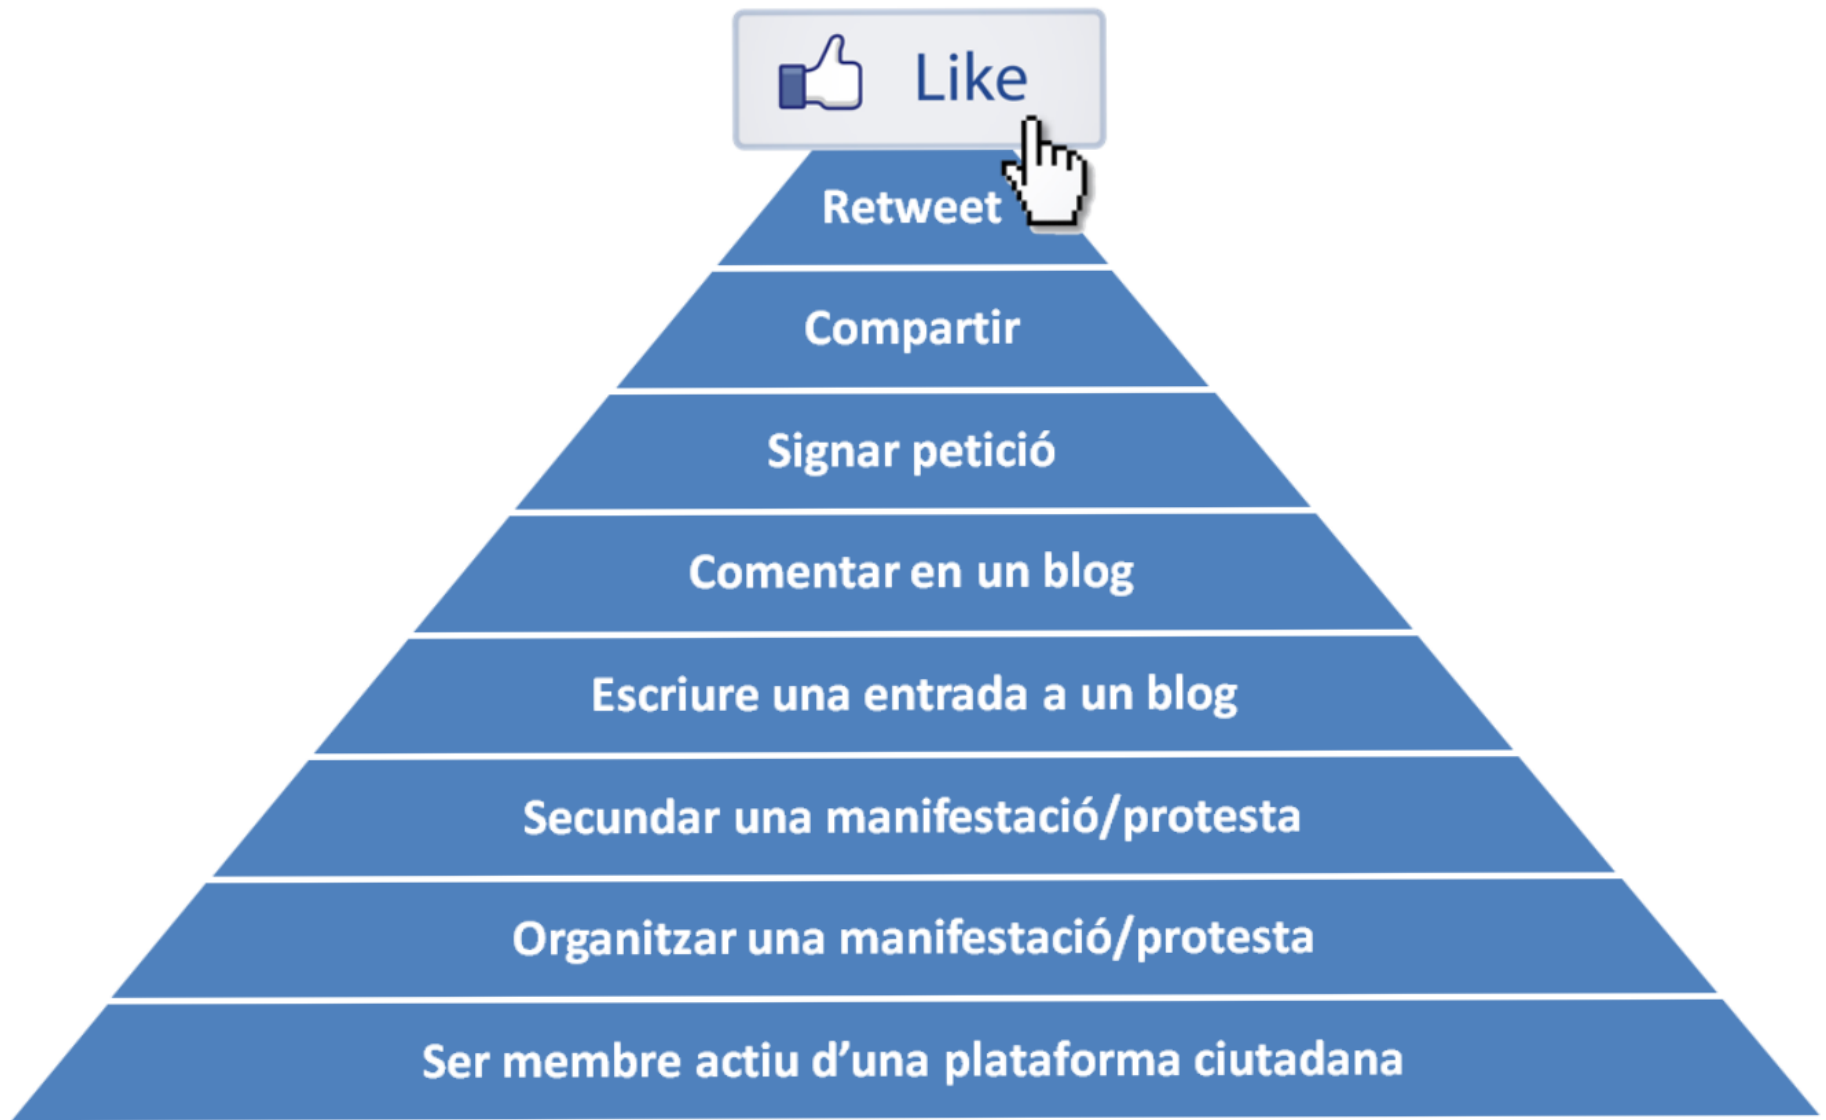 Like
Retweet
Compartir
Signar petició
Comentar en un blog
Escriure una entrada a un blog
Secundar una manifestació/protesta
Organitzar una manifestació/protesta
Ser membre actiu d’una plataforma ciutadana